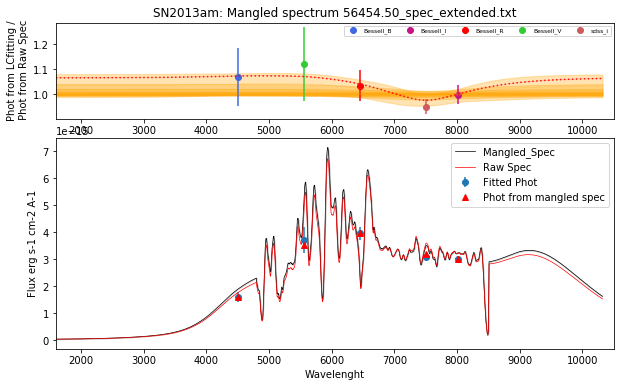 SN2013am: Mangled spectrum 56454.50_spec_extended.txt
Phot from LCfitting /
Phot from Raw Spec
1.2
1.1
1.0
Bessell_B
Bessell_I
Bessell_R
Bessell_V
sdss_i
2000 3000 4000 5000 6000 7000 8000 9000 10000
1e-15
Flux erg s-1 cm-2 A-1
7
6
5
4
3
2
1
0
Mangled_Spec
Raw Spec
Fitted Phot
Phot from mangled spec
2000 3000 4000 5000 6000 7000 8000 9000 10000
Wavelenght